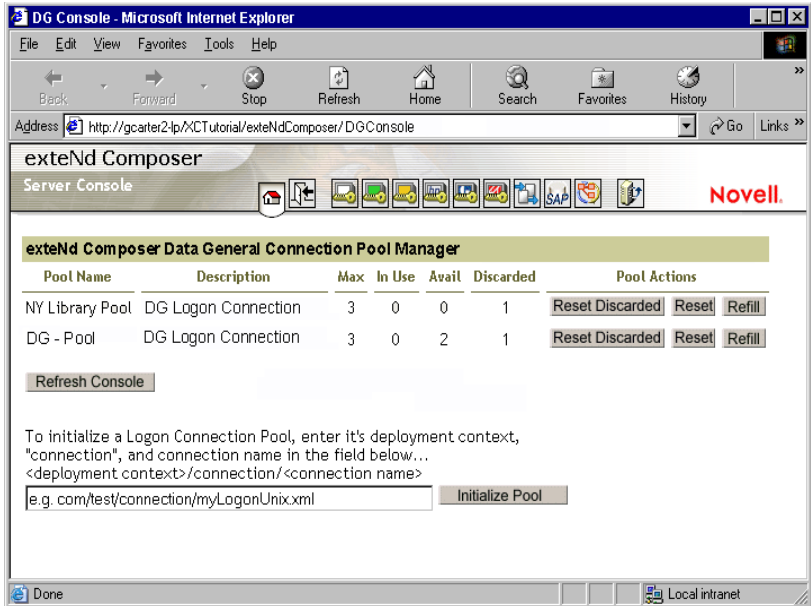 DG Console - Microsoft Internet Explorer
File Edit View Favorites Tools Help
Back Forward Stop Refresh Home Search Favorites History »
Address http://gcarter2-lp/XCTutorial/exteNdComposer/DGConsole Go Links »
exteNd Composer
Server Console
SAP
Novell.
exteNd Composer Data General Connection Pool Manager
Pool Name Description Max In Use Avail Discarded Pool Actions
NY Library Pool DG Logon Connection 3 0 0 1 Reset Discarded Reset Refill
DG - Pool DG Logon Connection 3 0 2 1 Reset Discarded Reset Refill
Refresh Console
To initialize a Logon Connection Pool, enter it's deployment context,
"connection", and connection name in the field below...
<deployment context>/connection/<connection name>
e.g. com/test/connection/myLogonUnix.xml Initialize Pool
Done Local intranet